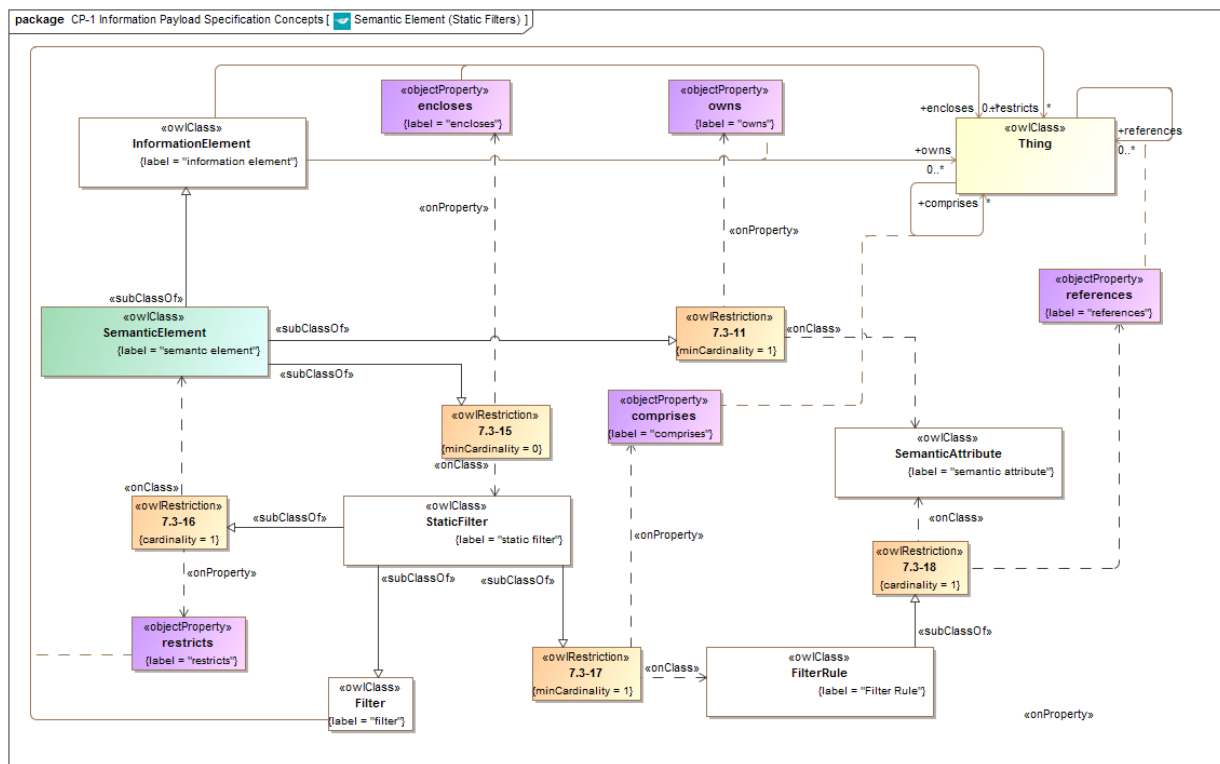 package CP-1 Information Payload Specification Concepts [ Semantic Element (Static Filters) ]
«objectProperty»
encloses
{label = "encloses"}
«objectProperty»
owns
{label = "owns"}
+encloses
0..*
+restricts
*
«owlClass»
InformationElement
{label = "information element"}
«owlClass»
Thing
+references
0..*
+owns
0..*
+comprises
*
«onProperty»
«onProperty»
«objectProperty»
references
{label = "references"}
«subClassOf»
«owlClass»
SemanticElement
{label = "semantc element"}
«subClassOf»
«subClassOf»
«owlRestriction»
7.3-11
{minCardinality = 1}
«onClass»
«objectProperty»
comprises
{label = "comprises"}
«owlRestriction»
7.3-15
{minCardinality = 0}
«onClass»
«owlClass»
SemanticAttribute
{label = "semantic attribute"}
«onClass»
«owlRestriction»
7.3-16
{cardinality = 1}
«subClassOf»
«owlClass»
StaticFilter
{label = "static filter"}
«onProperty»
«onClass»
«owlRestriction»
7.3-18
{cardinality = 1}
«onProperty»
«subClassOf»
«subClassOf»
«objectProperty»
restricts
{label = "restricts"}
«subClassOf»
«owlRestriction»
7.3-17
{minCardinality = 1}
«onClass»
«owlClass»
FilterRule
{label = "Filter Rule"}
«owlClass»
Filter
{label = "filter"}
«onProperty»